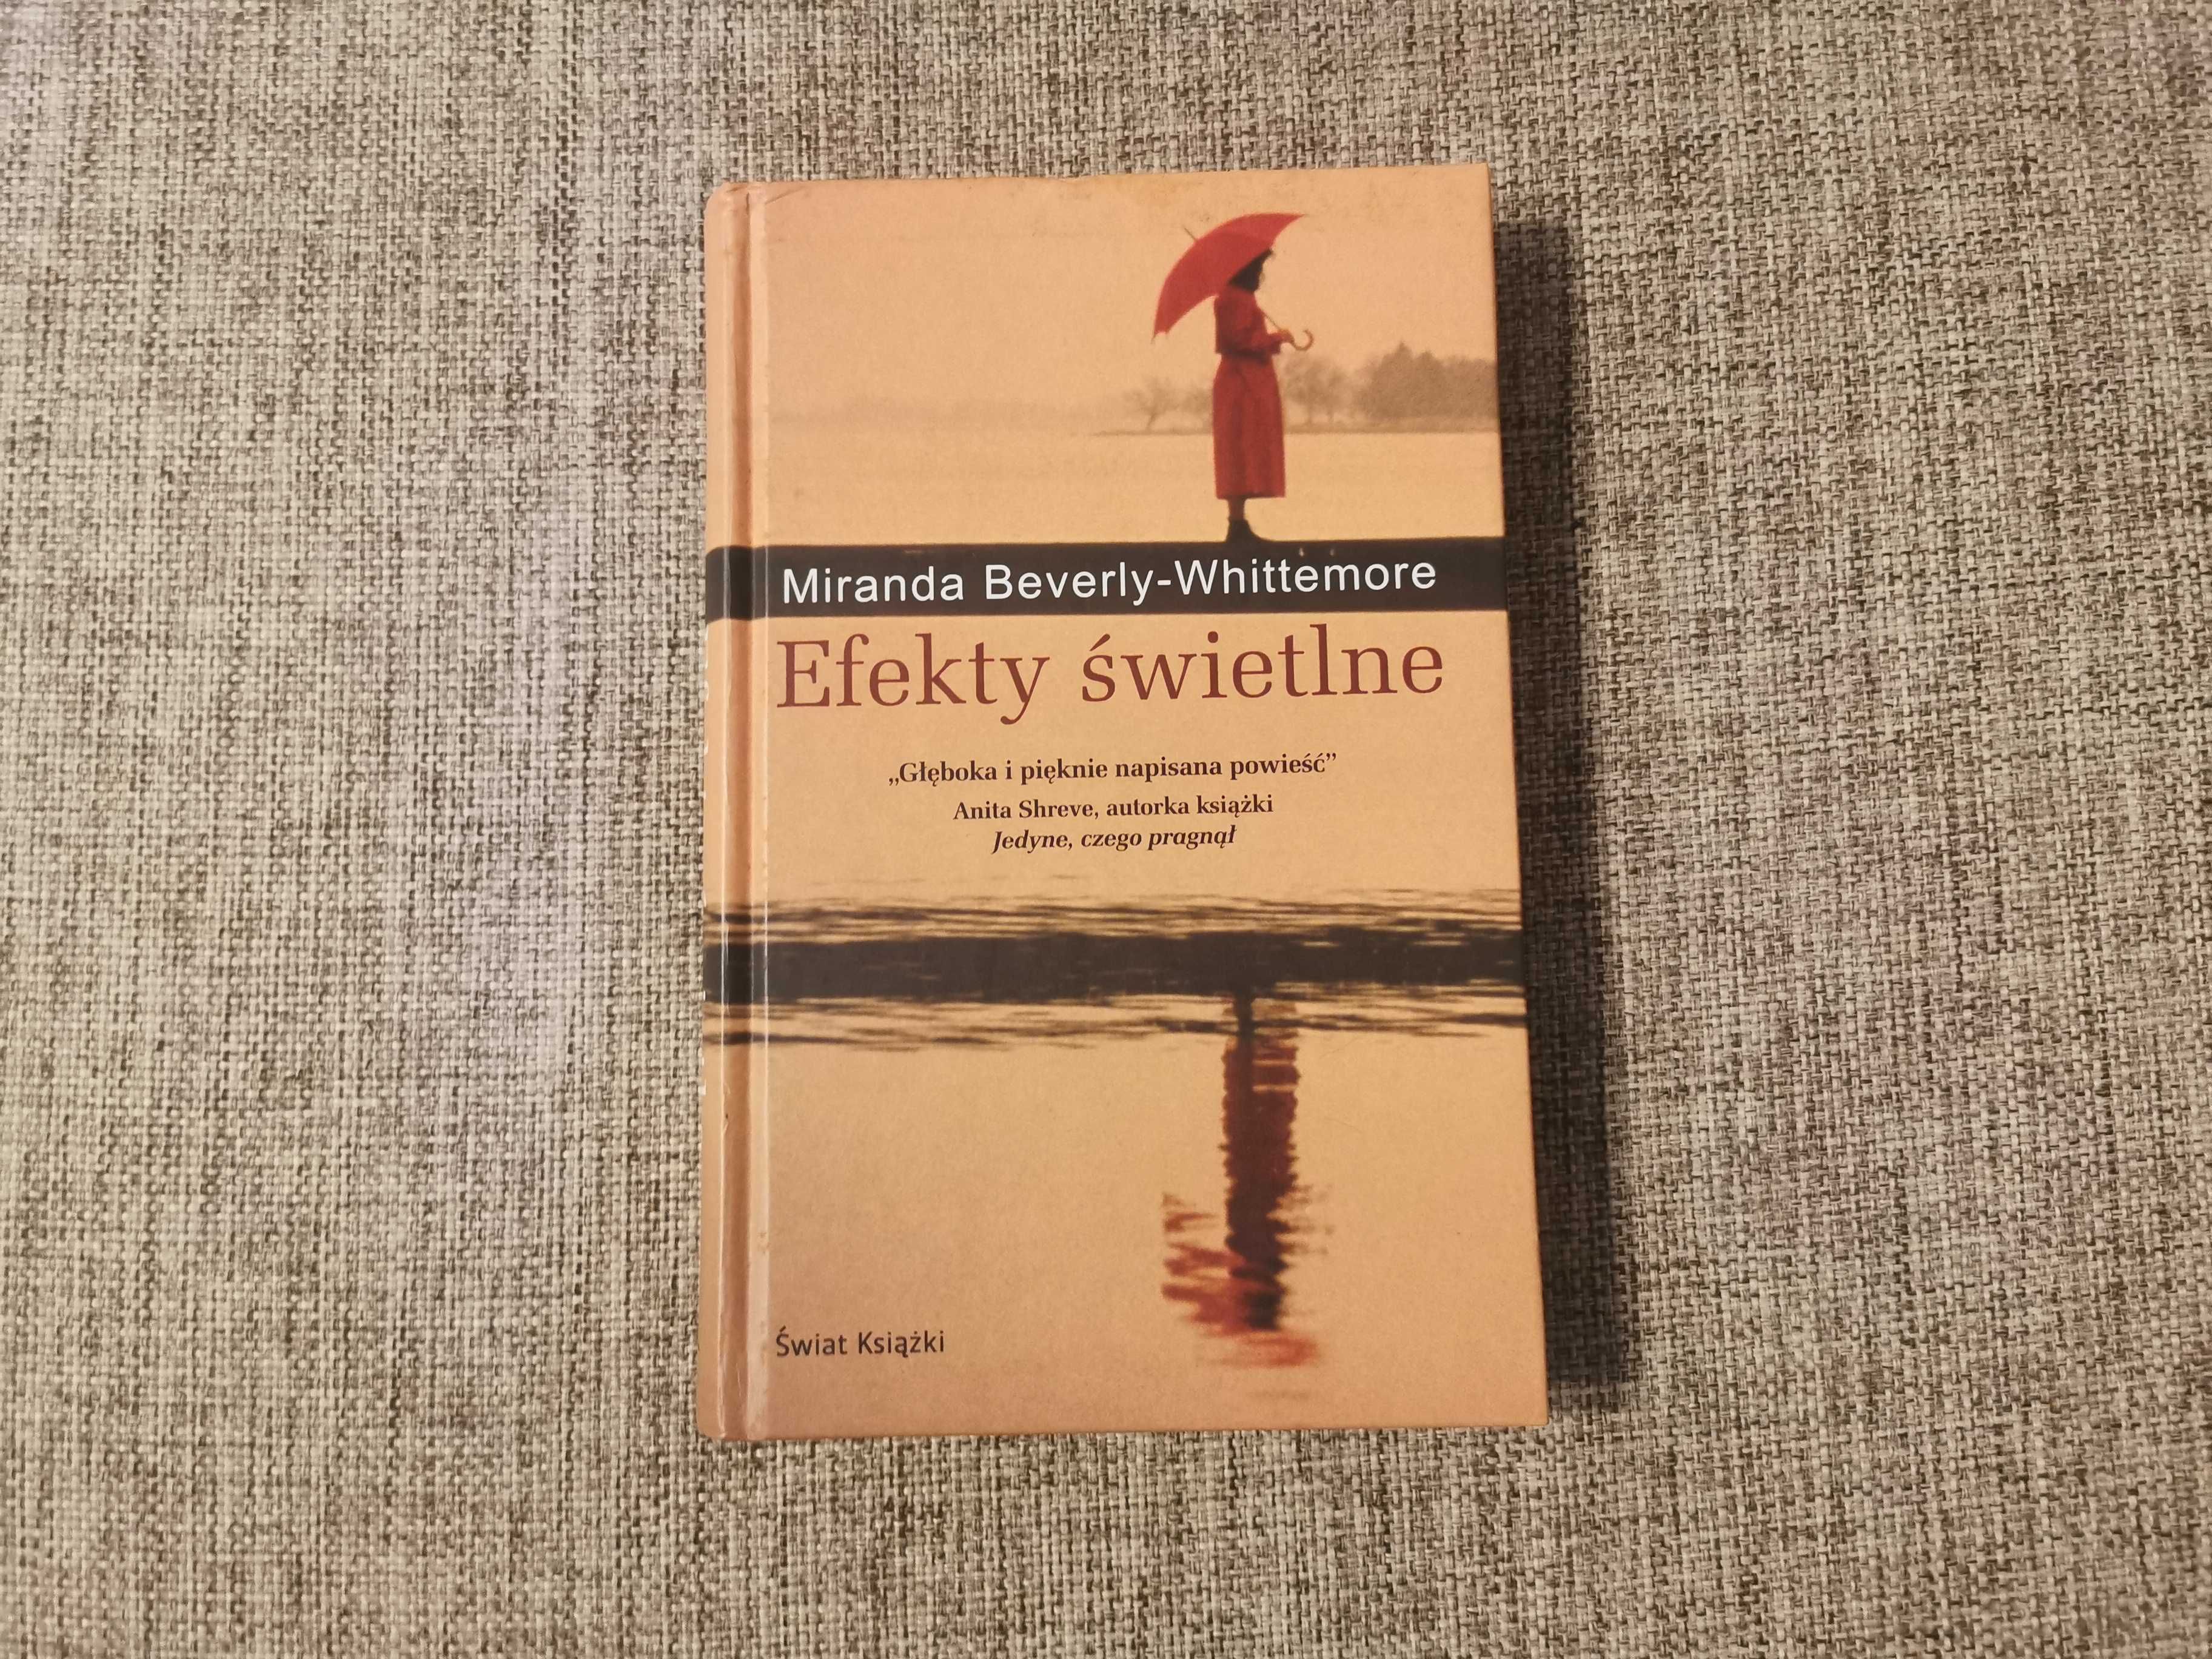 Miranda Beverly-Whittemore
Efekty świetlne
„Głęboka i pięknie napisana powieść”
Anita Shreve, autorka książki
Jedyne, czego pragnął
Świat Książki